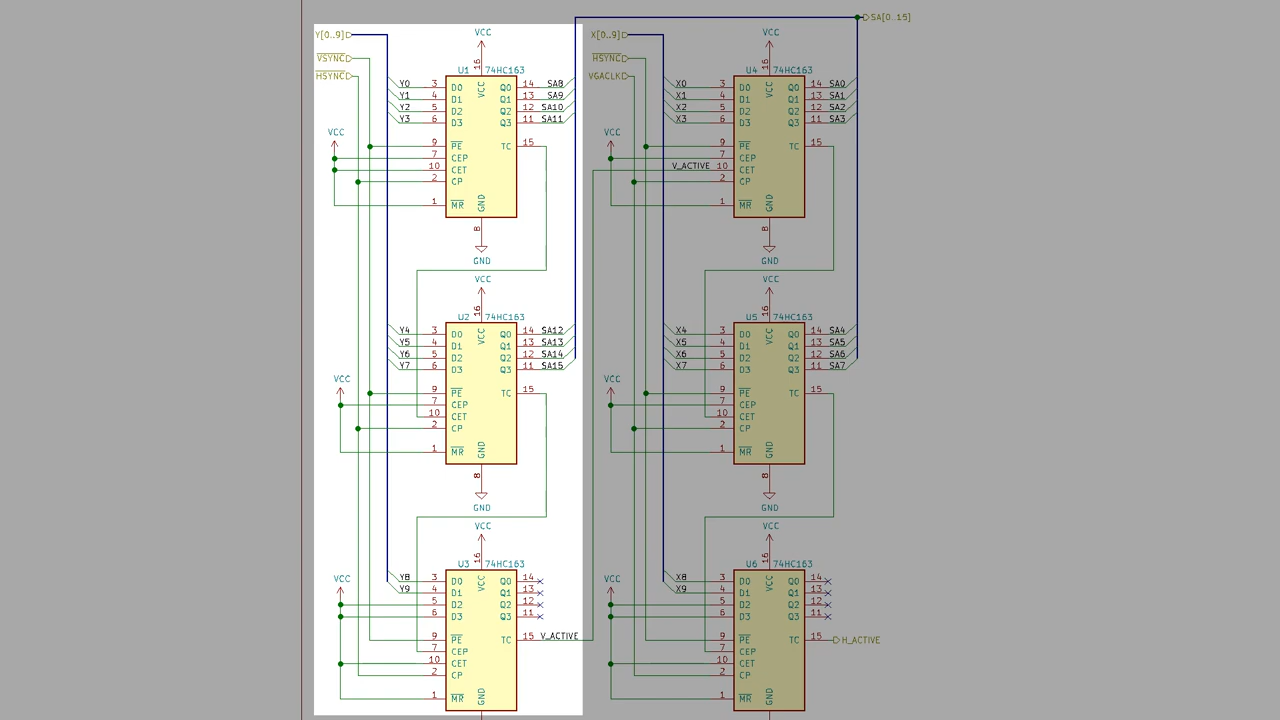 SA[0..15]
Y[0..9]
VSYNC
HSYNC
VCC
16
U1 74HC163
Y0 3 D0 VCC Q0 14 SA8
Y1 4 D1 Q1 13 SA9
Y2 5 D2 Q2 12 SA10
Y3 6 D3 Q3 11 SA11
VCC
9 PE TC 15
7 CEP
10 CET
2 CP
1 MR GND
8
GND
VCC
16
U2 74HC163
Y4 3 D0 VCC Q0 14 SA12
Y5 4 D1 Q1 13 SA13
Y6 5 D2 Q2 12 SA14
Y7 6 D3 Q3 11 SA15
VCC
9 PE TC 15
7 CEP
10 CET
2 CP
1 MR GND
8
GND
VCC
16
U3 74HC163
Y8 3 D0 VCC Q0 14
Y9 4 D1 Q1 13
5 D2 Q2 12
6 D3 Q3 11
VCC
9 PE TC 15 V_ACTIVE
7 CEP
10 CET
2 CP
1 MR GND
X[0..9]
HSYNC
VGACLK
VCC
16
U4 74HC163
X0 3 D0 VCC Q0 14 SA0
X1 4 D1 Q1 13 SA1
X2 5 D2 Q2 12 SA2
X3 6 D3 Q3 11 SA3
VCC
9 PE TC 15
7 CEP
V_ACTIVE 10 CET
2 CP
1 MR GND
8
GND
VCC
16
U5 74HC163
X4 3 D0 VCC Q0 14 SA4
X5 4 D1 Q1 13 SA5
X6 5 D2 Q2 12 SA6
X7 6 D3 Q3 11 SA7
VCC
9 PE TC 15
7 CEP
10 CET
2 CP
1 MR GND
8
GND
VCC
16
U6 74HC163
X8 3 D0 VCC Q0 14
X9 4 D1 Q1 13
5 D2 Q2 12
6 D3 Q3 11
VCC
9 PE TC 15 H_ACTIVE
7 CEP
10 CET
2 CP
1 MR GND